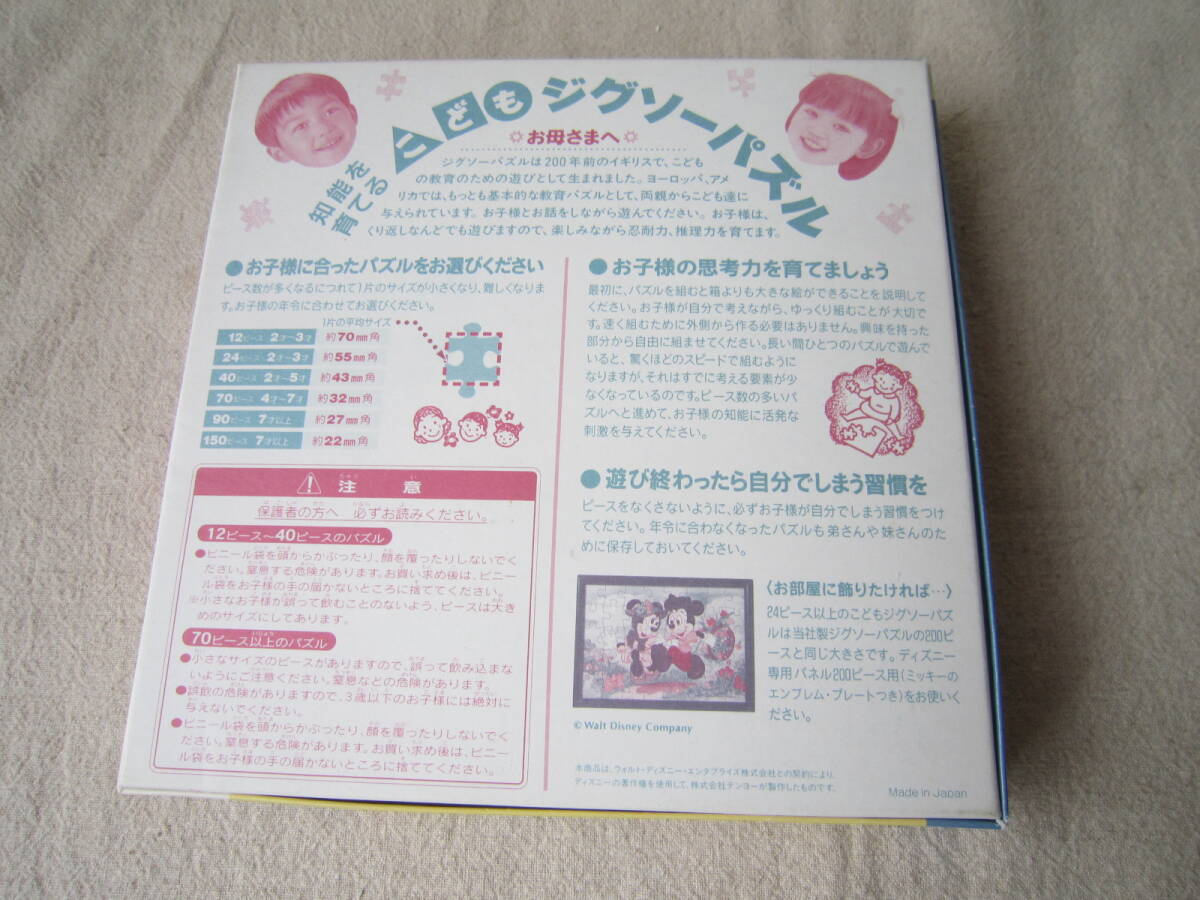 知能を
育てる
こどもジグソーパズル
お母さまへ
ジグソーパズルは200年前のイギリスで、こども
の教育のための遊びとして生まれました。ヨーロッパ、アメ
リカでは、もっとも基本的な教育パズルとして、両親からこども達に
与えられています。お子様とお話をしながら遊んでください。お子様は、
くり返しなんどでも遊びますので、楽しみながら忍耐力、推理力を育てます。
●お子様に合ったパズルをお選びください
ピース数が多くなるにつれて1片のサイズが小さくなり、難しくなりま
す。お子様の年令に合わせてお選びください。
1片の平均サイズ
12ピース 2才〜3才 約70mm角
24ピース 2才〜3才 約55mm角
40ピース 2才〜5才 約43mm角
70ピース 4才〜7才 約32mm角
90ピース 7才以上 約27mm角
150ピース 7才以上 約22mm角
注意
保護者の方へ 必ずお読みください。
12ピース〜40ピースのパズル
●ビニール袋を頭からかぶったり、顔を覆ったりしないでく
ださい。窒息する危険があります。お買い求め後は、ビニー
ル袋をお子様の手の届かないところに捨ててください。
※小さなお子様が誤って飲むことのないよう、ピースは大き
めのサイズにしてあります。
70ピース以上のパズル
●小さなサイズのピースがありますので、誤って飲み込まな
いようにご注意ください。窒息などの危険があります。
●誤飲の危険がありますので、3歳以下のお子様には絶対に
与えないでください。
●ビニール袋を頭からかぶったり、顔を覆ったりしないでくだ
さい。窒息する危険があります。お買い求め後は、ビニー
ル袋をお子様の手の届かないところに捨ててください。
●お子様の思考力を育てましょう
最初に、パズルを組むと箱よりも大きな絵ができることを説明して
ください。お子様が自分で考えながら、ゆっくり組むことが大切で
す。速く組むために外側から作る必要はありません。興味を持った
部分から自由に組ませてください。長い間ひとつのパズルで遊んで
いると、驚くほどのスピードで組むように
なりますが、それはすでに考える要素が少
なくなっているのです。ピース数の多いパ
ズルへと進めて、お子様の知能に活発な
刺激を与えてください。
●遊び終わったら自分でしまう習慣を
ピースをなくさないように、必ずお子様が自分でしまう習慣をつけ
てください。年令に合わなくなったパズルも弟さんや妹さんのた
めに保存しておいてください。
〈お部屋に飾りたければ…〉
24ピース以上のこどもジグソーパズ
ルは当社製ジグソーパズルの200ピ
ースと同じ大きさです。ディズニー
専用パネル200ピース用(ミッキーの
エンブレム・プレートつき)をお使いく
ださい。
© Walt Disney Company
本商品は、ウォルト・ディズニー・エンタプライズ株式会社との契約により、
ディズニーの著作権を使用して、株式会社テンヨーが製作したものです。
Made in Japan